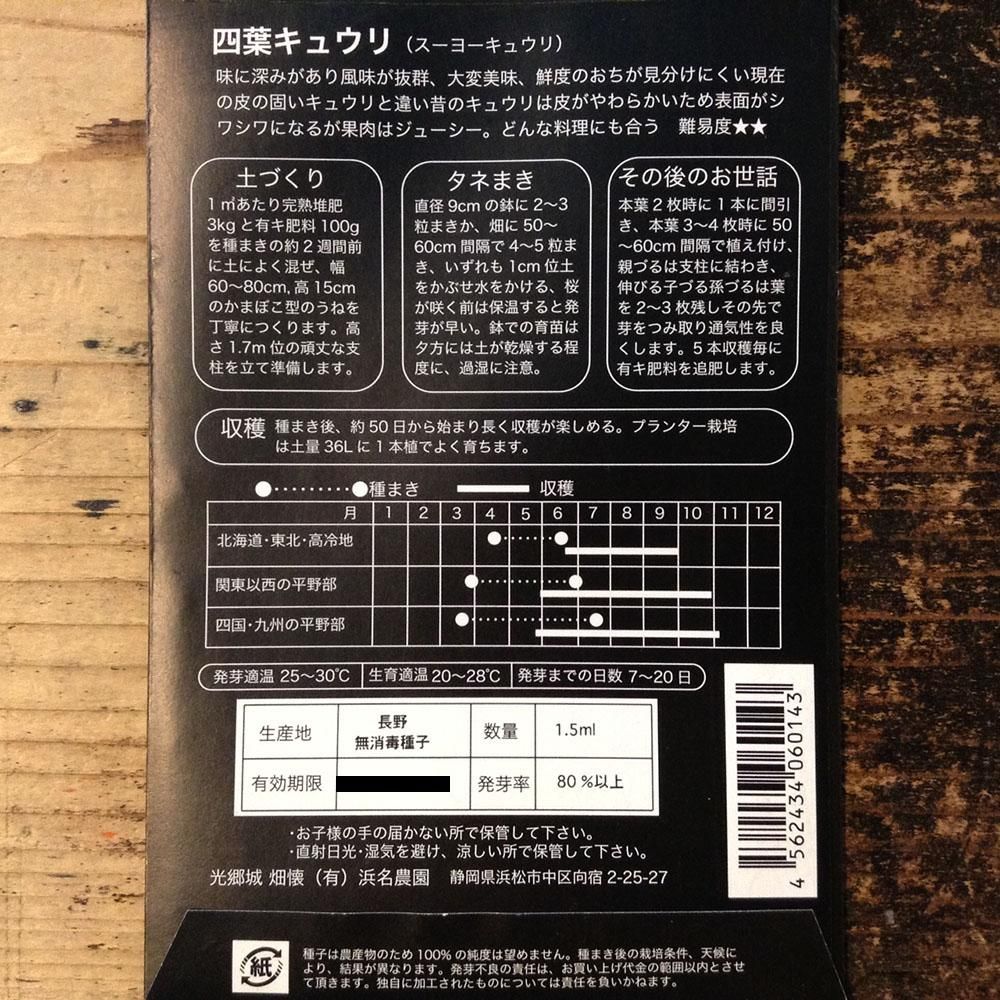 四葉キュウリ（スーヨーキュウリ）
味に深みがあり風味が抜群、大変美味、鮮度のおちが見分けにくい現在
の皮の固いキュウリと違い昔のキュウリは皮がやわらかいため表面がシ
ワシワになるが果肉はジューシー。どんな料理にも合う　難易度★★
土づくり
1㎡あたり完熟堆肥
3kgと有キ肥料100g
を種まきの約2週間前
に土によく混ぜ、幅
60〜80cm,高15cm
のかまぼこ型のうねを
丁寧につくります。高
さ1.7m位の頑丈な支
柱を立て準備します。
タネまき
直径9cmの鉢に2〜3
粒まきか、畑に50〜
60cm間隔で4〜5粒ま
き、いずれも1cm位土
をかぶせ水をかける、桜
が咲く前は保温すると発
芽が早い。鉢での育苗は
夕方には土が乾燥する程
度に、過湿に注意。
その後のお世話
本葉2枚時に1本に間引
き、本葉3〜4枚時に50
〜60cm間隔で植え付け、
親づるは支柱に結わき、
伸びる子づる孫づるは葉
を2〜3枚残しその先で
芽をつみ取り通気性を良
くします。5本収穫毎に
有キ肥料を追肥します。
収穫 種まき後、約50日から始まり長く収穫が楽しめる。プランター栽培
は土量36Lに1本植でよく育ちます。
種まき 収穫
月 1 2 3 4 5 6 7 8 9 10 11 12
北海道・東北・高冷地
関東以西の平野部
四国・九州の平野部
発芽適温 25〜30℃ 生育適温 20〜28℃ 発芽までの日数 7〜20日
生産地 長野 無消毒種子 数量 1.5ml
有効期限 発芽率 80%以上
4 562434 060143
・お子様の手の届かない所で保管して下さい。
・直射日光・湿気を避け、涼しい所で保管して下さい。
光郷城 畑懐（有）浜名農園　静岡県浜松市中区向宿2-25-27
紙
種子は農産物のため100%の純度は望めません。種まき後の栽培条件、天候に
より、結果が異なります。発芽不良の責任は、お買い上げ代金の範囲以内とさせ
て頂きます。独自に加工されたものについては責任を負いかねます。